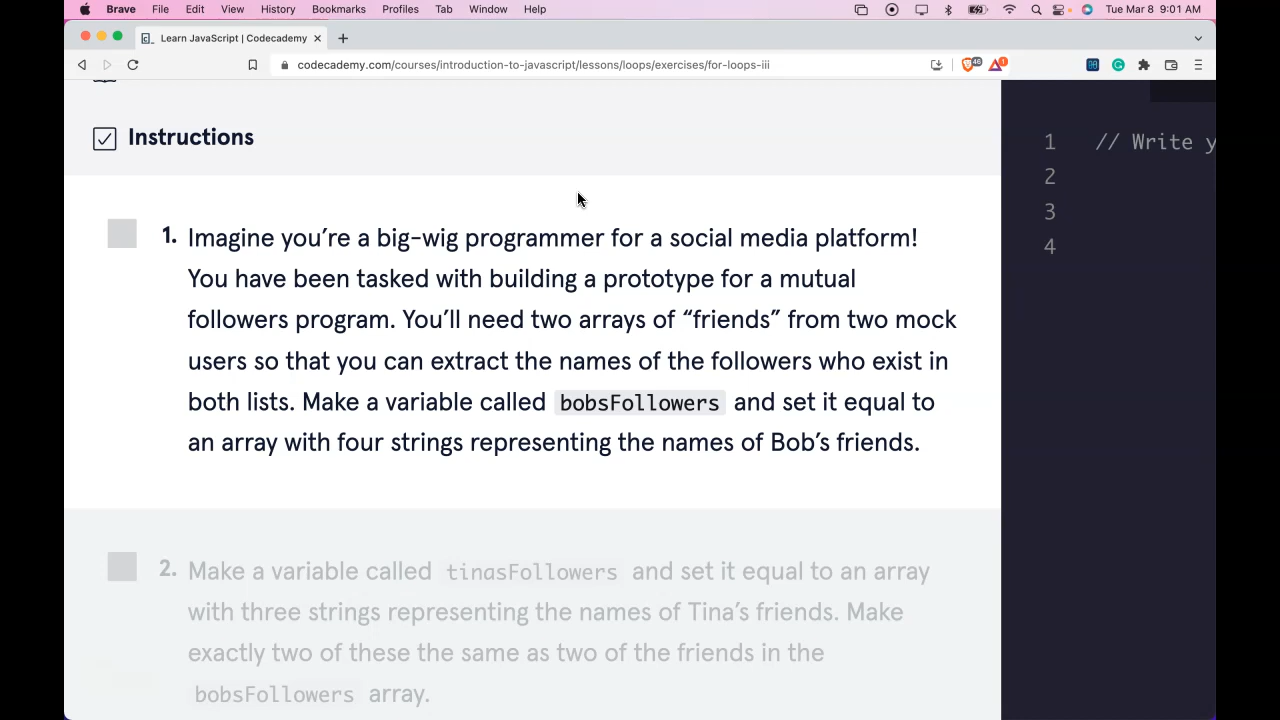 Brave File Edit View History Bookmarks Profiles Tab Window Help Tue Mar 8 9:01 AM
Learn JavaScript | Codecademy
codecademy.com/courses/introduction-to-javascript/lessons/loops/exercises/for-loops-iii
46 1
Instructions
1 // Write y
2
3
4
1. Imagine you’re a big-wig programmer for a social media platform!
You have been tasked with building a prototype for a mutual
followers program. You’ll need two arrays of “friends” from two mock
users so that you can extract the names of the followers who exist in
both lists. Make a variable called bobsFollowers and set it equal to
an array with four strings representing the names of Bob’s friends.
2. Make a variable called tinasFollowers and set it equal to an array
with three strings representing the names of Tina’s friends. Make
exactly two of these the same as two of the friends in the
bobsFollowers array.